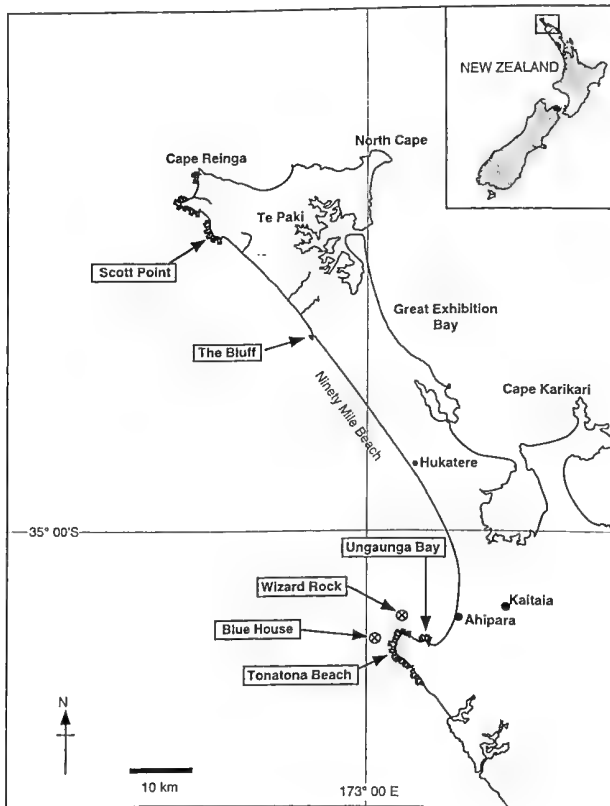 NEW ZEALAND
North Cape
Cape Reinga
Te Paki
Scott Point
Great Exhibition
Bay
The Bluff
Cape Karikari
Ninety Mile Beach
Hukatere
35° 00'S
Ungaunga Bay
Wizard Rock
Kaitaia
Ahipara
Blue House
Tonatona Beach
N
10 km
173° 00 E